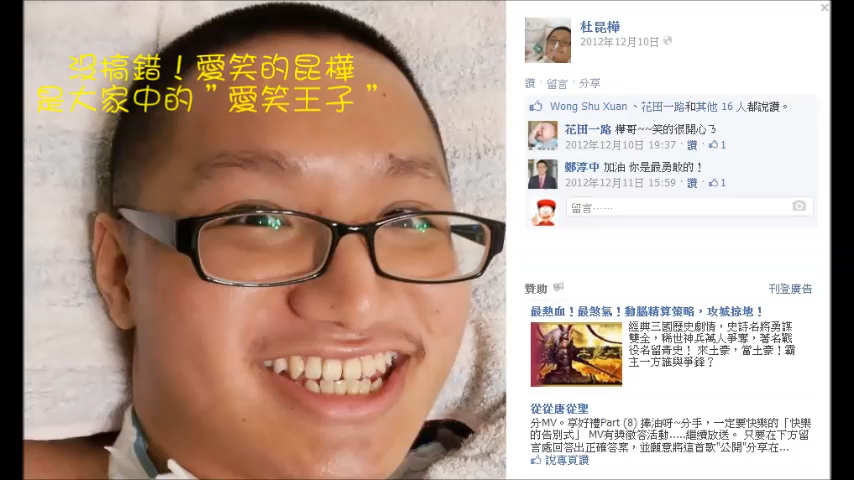 沒搞錯！愛笑的昆樺
是大家中的＂愛笑王子＂
杜昆樺
2012年12月10日
讚 · 留言 · 分享
Wong Shu Xuan 、花田一路和其他 16 人都說讚。
花田一路 樺哥~~笑的很開心ㄋ
2012年12月10日 19:37 · 讚 · 1
鄭淳中 加油 你是最勇敢的！
2012年12月11日 15:59 · 讚 · 1
留言......
贊助
刊登廣告
最熱血！最煞氣！動腦精算策略，攻城掠地！
經典三國歷史劇情，史詩名將勇謀
雙全，稀世神兵萬人爭奪，著名戰
役名留青史！ 來土豪，當土豪！霸
主一方誰與爭鋒？
從從唐從聖
分MV。享好禮Part (8) 捧油呀~分手，一定要快樂的「快樂
的告別式」 MV有獎徵答活動.....繼續放送。 只要在下方留
言處回答出正確答案，並願意將這首歌"公開"分享在...
說專頁讚